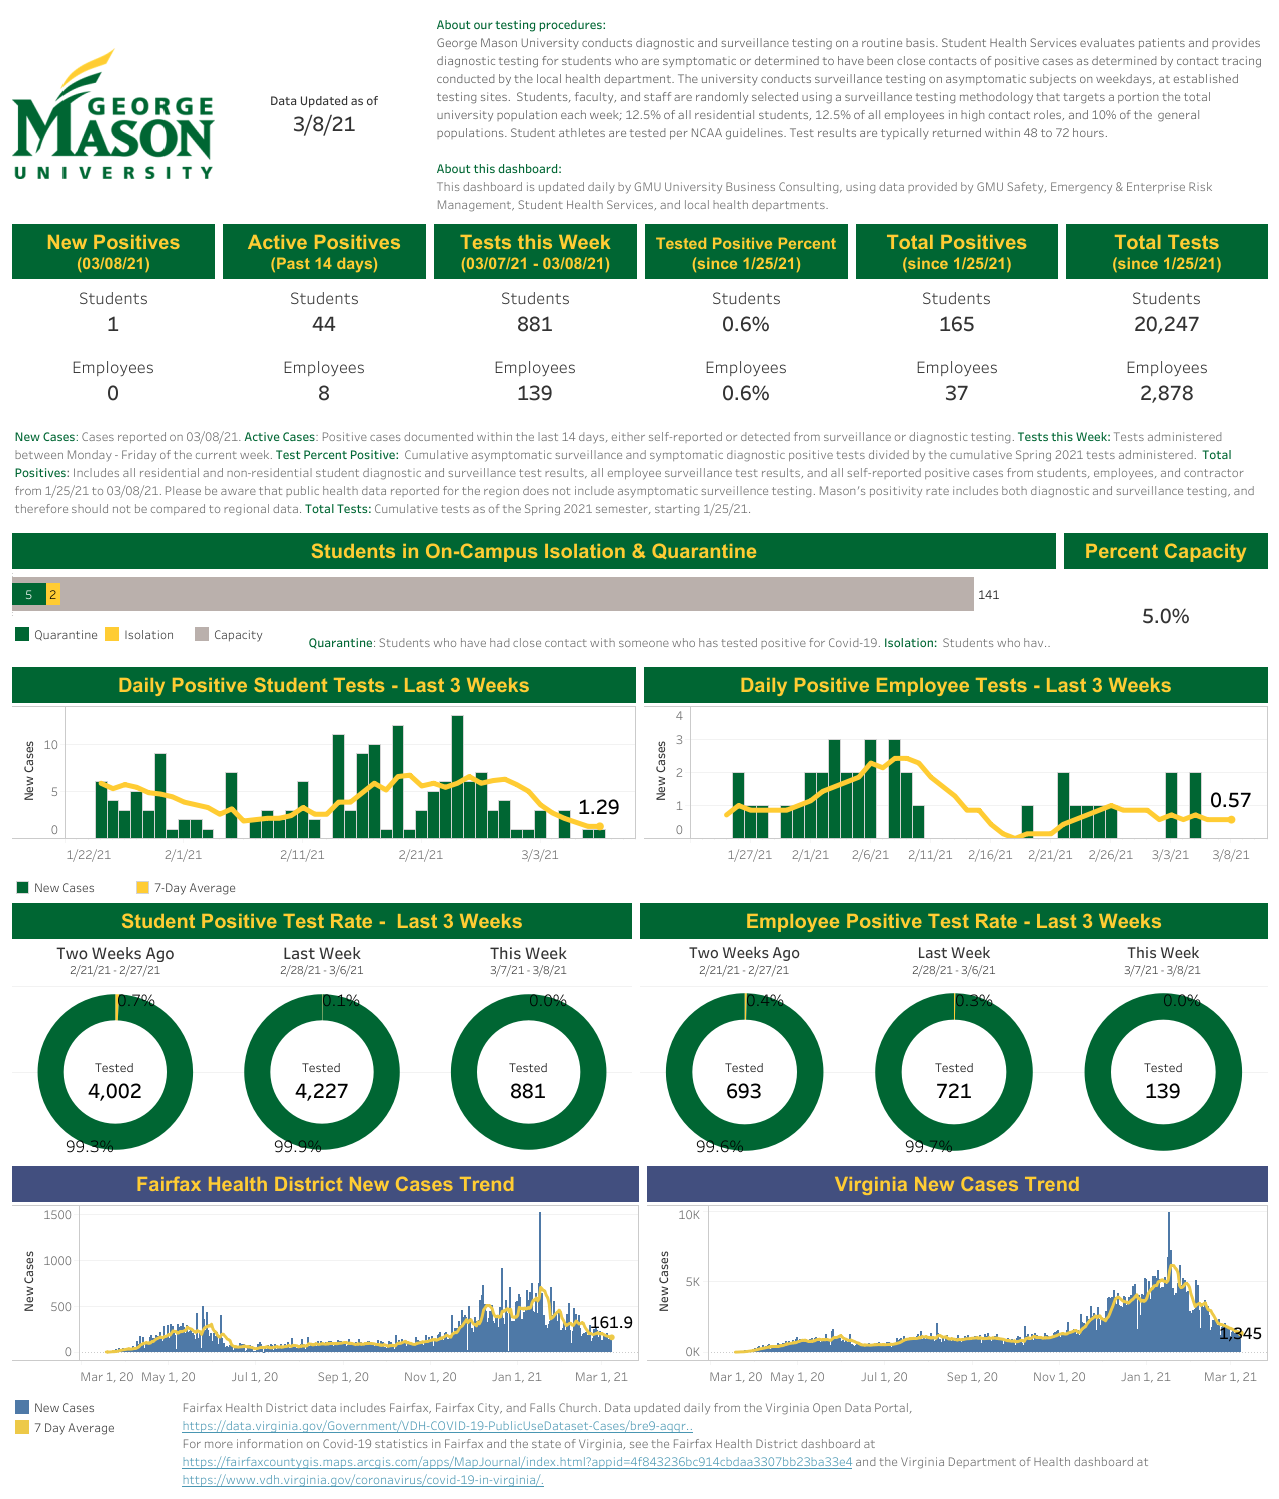 About our testing procedures:
George Mason University conducts diagnostic and surveillance testing on a routine basis. Student Health Services evaluates patients and provides
diagnostic testing for students who are symptomatic or determined to have been close contacts of positive cases as determined by contact tracing
conducted by the local health department. The university conducts surveillance testing on asymptomatic subjects on weekdays, at established
testing sites. Students, faculty, and staff are randomly selected using a surveillance testing methodology that targets a portion the total
university population each week; 12.5% of all residential students, 12.5% of all employees in high contact roles, and 10% of the general
populations. Student athletes are tested per NCAA guidelines. Test results are typically returned within 48 to 72 hours.
GEORGE
MASON
UNIVERSITY
Data Updated as of
3/8/21
About this dashboard:
This dashboard is updated daily by GMU University Business Consulting, using data provided by GMU Safety, Emergency & Enterprise Risk
Management, Student Health Services, and local health departments.
New Positives Active Positives Tests this Week Tested Positive Percent Total Positives Total Tests
(03/08/21) (Past 14 days) (03/07/21 - 03/08/21) (since 1/25/21) (since 1/25/21) (since 1/25/21)
Students Students Students Students Students Students
1 44 881 0.6% 165 20,247
Employees Employees Employees Employees Employees Employees
0 8 139 0.6% 37 2,878
New Cases: Cases reported on 03/08/21. Active Cases: Positive cases documented within the last 14 days, either self-reported or detected from surveillance or diagnostic testing. Tests this Week: Tests administered
between Monday - Friday of the current week. Test Percent Positive: Cumulative asymptomatic surveillance and symptomatic diagnostic positive tests divided by the cumulative Spring 2021 tests administered. Total
Positives: Includes all residential and non-residential student diagnostic and surveillance test results, all employee surveillance test results, and all self-reported positive cases from students, employees, and contractor
from 1/25/21 to 03/08/21. Please be aware that public health data reported for the region does not include asymptomatic surveillence testing. Mason's positivity rate includes both diagnostic and surveillance testing, and
therefore should not be compared to regional data. Total Tests: Cumulative tests as of the Spring 2021 semester, starting 1/25/21.
Students in On-Campus Isolation & Quarantine Percent Capacity
5 2 141
5.0%
Quarantine Isolation Capacity
Quarantine: Students who have had close contact with someone who has tested positive for Covid-19. Isolation: Students who hav..
Daily Positive Student Tests - Last 3 Weeks
New Cases
10
5
0
1.29
1/22/21 2/1/21 2/11/21 2/21/21 3/3/21
Daily Positive Employee Tests - Last 3 Weeks
New Cases
4
3
2
1
0
0.57
1/27/21 2/1/21 2/6/21 2/11/21 2/16/21 2/21/21 2/26/21 3/3/21 3/8/21
New Cases 7-Day Average
Student Positive Test Rate - Last 3 Weeks
Two Weeks Ago Last Week This Week
2/21/21 - 2/27/21 2/28/21 - 3/6/21 3/7/21 - 3/8/21
0.7% 0.1% 0.0%
Tested Tested Tested
4,002 4,227 881
99.3% 99.9%
Employee Positive Test Rate - Last 3 Weeks
Two Weeks Ago Last Week This Week
2/21/21 - 2/27/21 2/28/21 - 3/6/21 3/7/21 - 3/8/21
0.4% 0.3% 0.0%
Tested Tested Tested
693 721 139
99.6% 99.7%
Fairfax Health District New Cases Trend
New Cases
1500
1000
500
0
161.9
Mar 1, 20 May 1, 20 Jul 1, 20 Sep 1, 20 Nov 1, 20 Jan 1, 21 Mar 1, 21
Virginia New Cases Trend
New Cases
10K
5K
0K
1,345
Mar 1, 20 May 1, 20 Jul 1, 20 Sep 1, 20 Nov 1, 20 Jan 1, 21 Mar 1, 21
New Cases
7 Day Average
Fairfax Health District data includes Fairfax, Fairfax City, and Falls Church. Data updated daily from the Virginia Open Data Portal,
https://data.virginia.gov/Government/VDH-COVID-19-PublicUseDataset-Cases/bre9-aqqr..
For more information on Covid-19 statistics in Fairfax and the state of Virginia, see the Fairfax Health District dashboard at
https://fairfaxcountygis.maps.arcgis.com/apps/MapJournal/index.html?appid=4f843236bc914cbdaa3307bb23ba33e4 and the Virginia Department of Health dashboard at
https://www.vdh.virginia.gov/coronavirus/covid-19-in-virginia/.